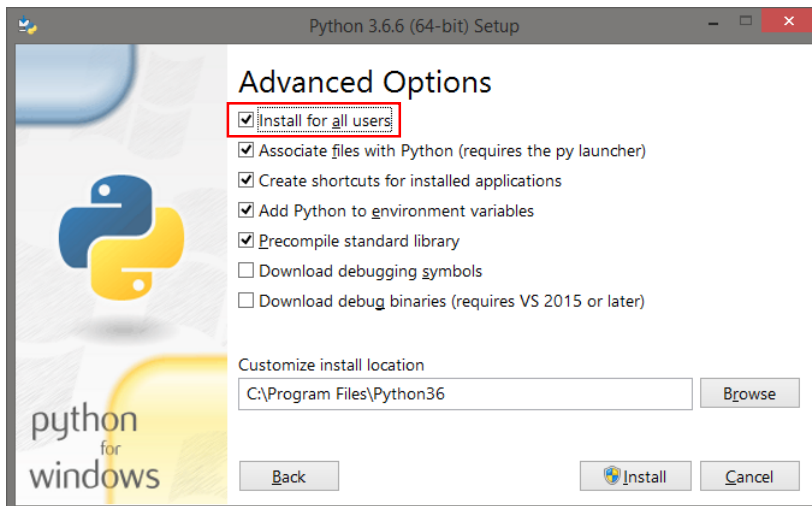 Python 3.6.6 (64-bit) Setup
Advanced Options
Install for all users
Associate files with Python (requires the py launcher)
Create shortcuts for installed applications
Add Python to environment variables
Precompile standard library
Download debugging symbols
Download debug binaries (requires VS 2015 or later)
Customize install location
C:\Program Files\Python36
Browse
python
for
windows
Back
Install
Cancel